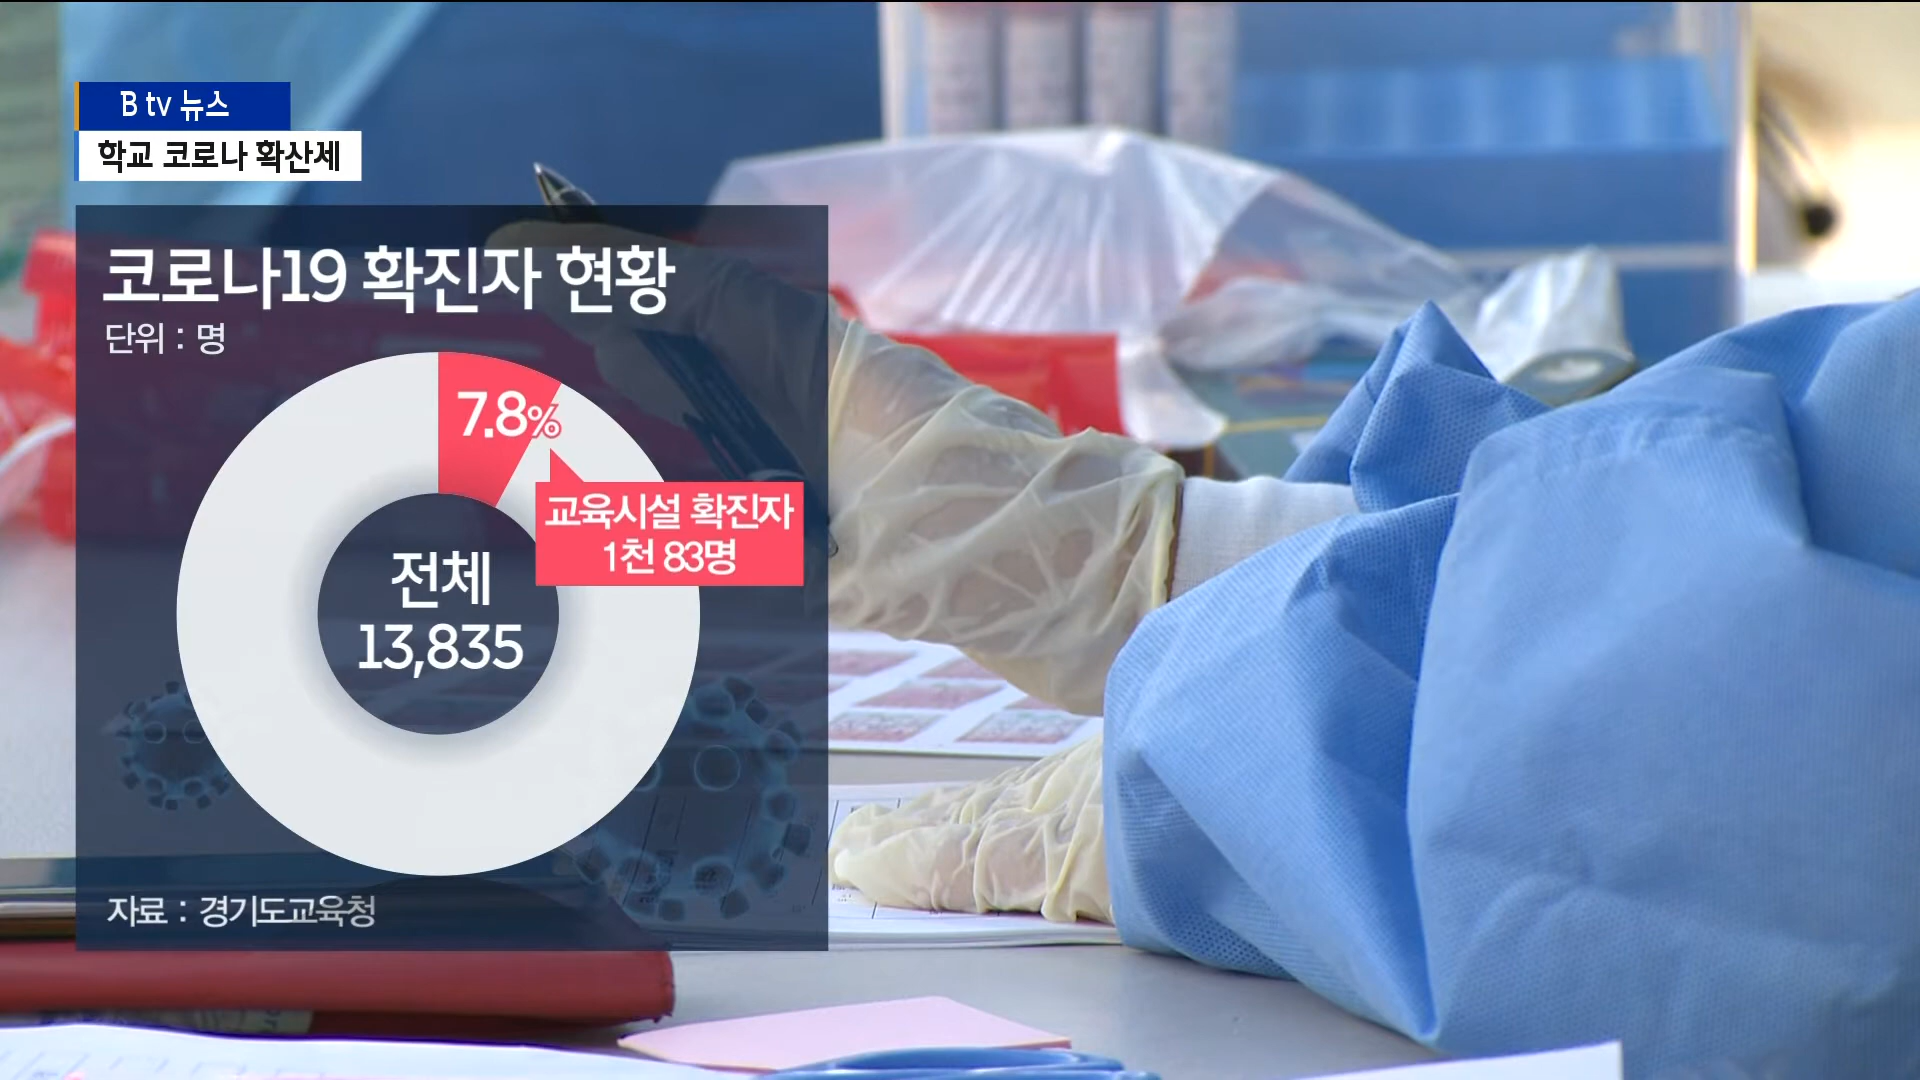 B tv 뉴스
학교 코로나 확산세
코로나19 확진자 현황
단위 : 명
7.8%
교육시설 확진자
1천 83명
전체
13,835
자료 : 경기도교육청